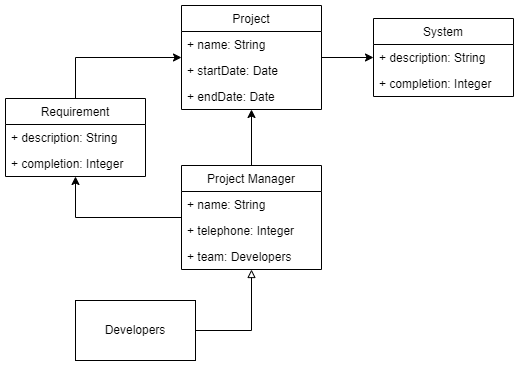 Project
+ name: String
+ startDate: Date
+ endDate: Date
System
+ description: String
+ completion: Integer
Requirement
+ description: String
+ completion: Integer
Project Manager
+ name: String
+ telephone: Integer
+ team: Developers
Developers